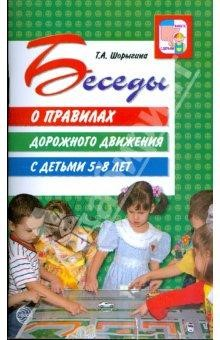 Т.А. Шорыгина
Беседы
О ПРАВИЛАХ
ДОРОЖНОГО ДВИЖЕНИЯ
С ДЕТЬМИ 5–8 ЛЕТ